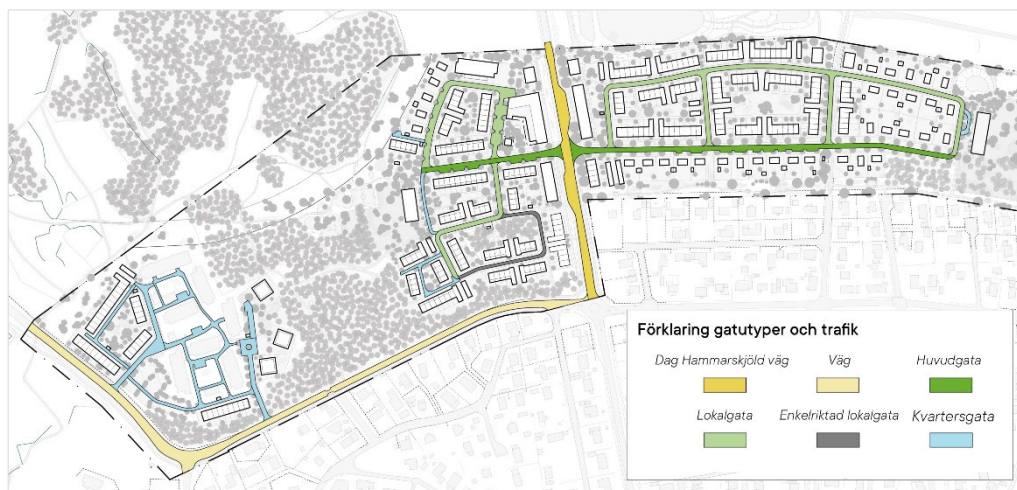 Förklaring gatutyper och trafik
Dag Hammarskjöld väg Väg Huvudgata
Lokalgata Enkelriktad lokalgata Kvartersgata